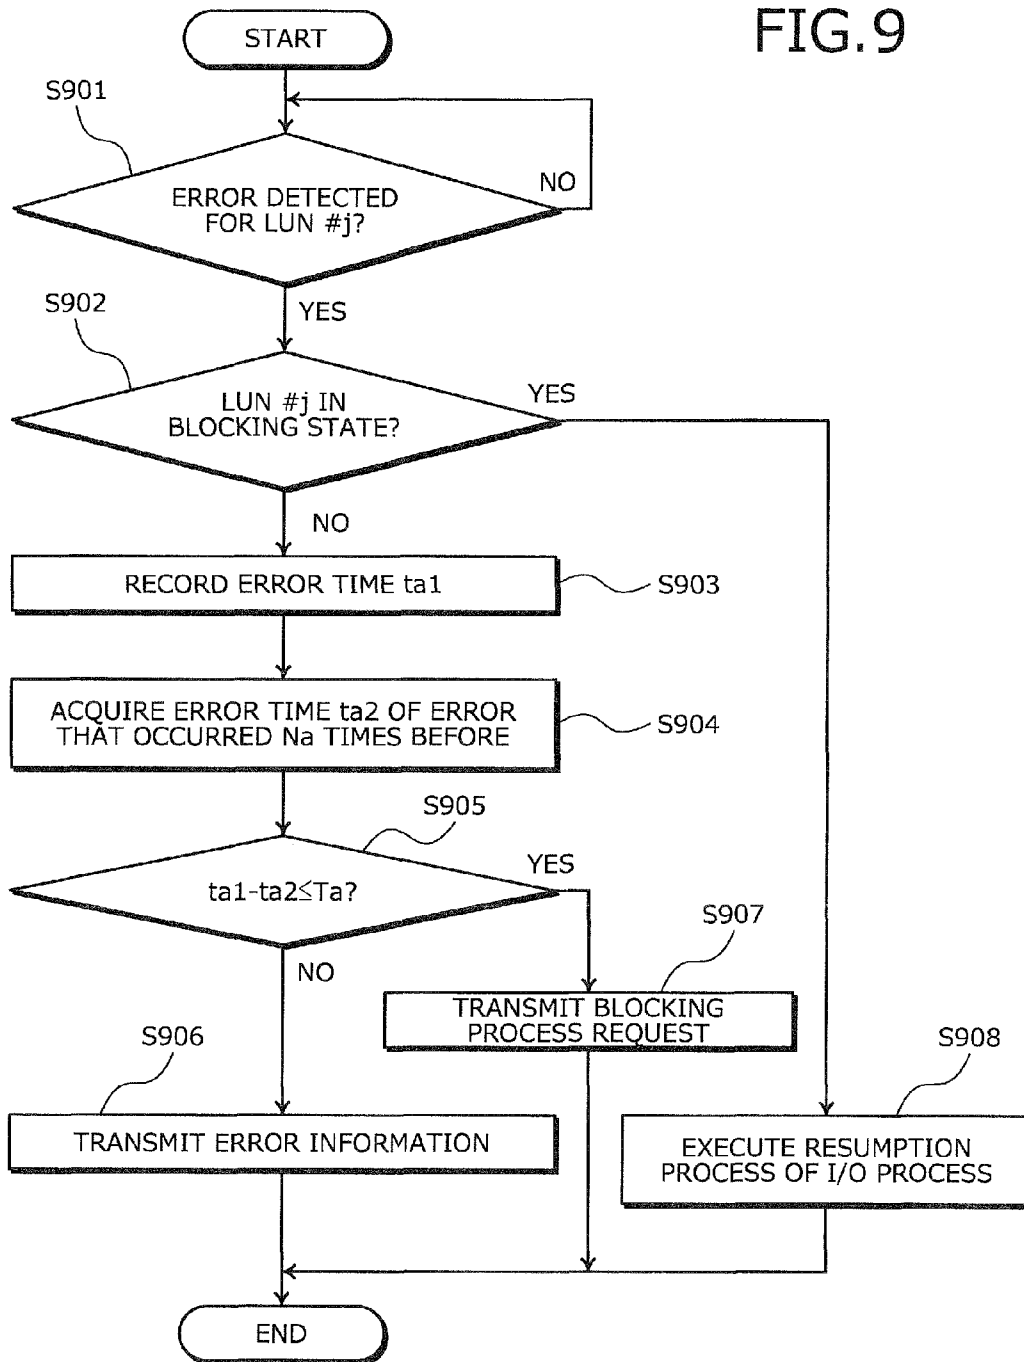 FIG.9
START
S901
ERROR DETECTED
FOR LUN #j?
NO
YES
S902
LUN #j IN
BLOCKING STATE?
YES
NO
RECORD ERROR TIME ta1
S903
ACQUIRE ERROR TIME ta2 OF ERROR
THAT OCCURRED Na TIMES BEFORE
S904
S905
ta1-ta2≤Ta?
YES
NO
S907
TRANSMIT BLOCKING
PROCESS REQUEST
S906
TRANSMIT ERROR INFORMATION
S908
EXECUTE RESUMPTION
PROCESS OF I/O PROCESS
END